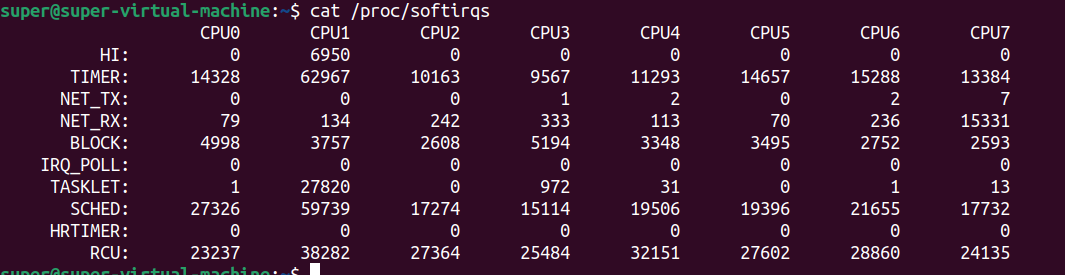 super@super-virtual-machine:~$ cat /proc/softirqs
CPU0 CPU1 CPU2 CPU3 CPU4 CPU5 CPU6 CPU7
HI: 0 6950 0 0 0 0 0 0
TIMER: 14328 62967 10163 9567 11293 14657 15288 13384
NET_TX: 0 0 0 1 2 0 2 7
NET_RX: 79 134 242 333 113 70 236 15331
BLOCK: 4998 3757 2608 5194 3348 3495 2752 2593
IRQ_POLL: 0 0 0 0 0 0 0 0
TASKLET: 1 27820 0 972 31 0 1 13
SCHED: 27326 59739 17274 15114 19506 19396 21655 17732
HRTIMER: 0 0 0 0 0 0 0 0
RCU: 23237 38282 27364 25484 32151 27602 28860 24135
super@super-virtual-machine:~$